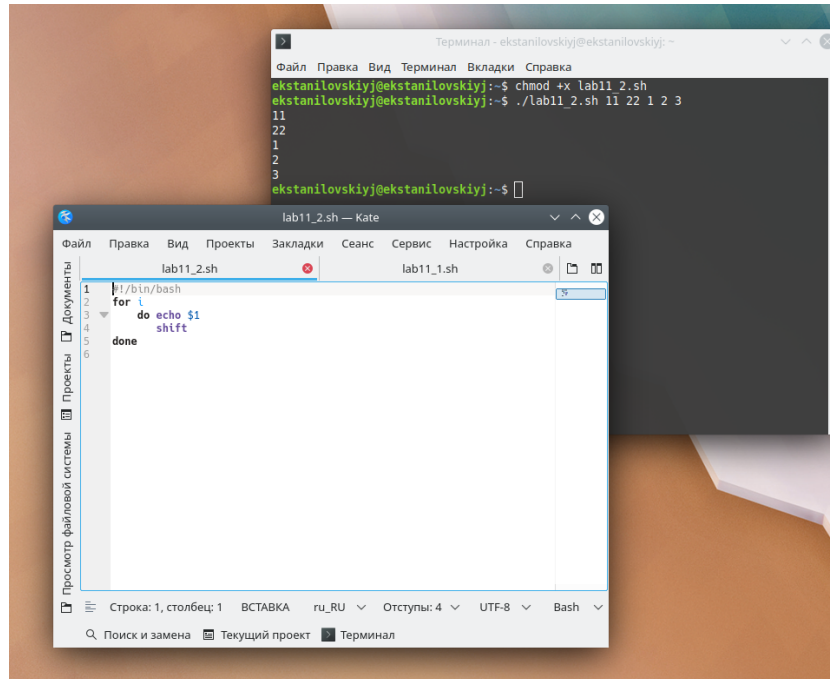 Терминал - ekstanilovskiyj@ekstanilovskiyj: ~
Файл Правка Вид Терминал Вкладки Справка
ekstanilovskiyj@ekstanilovskiyj:~$ chmod +x lab11_2.sh
ekstanilovskiyj@ekstanilovskiyj:~$ ./lab11_2.sh 11 22 1 2 3
11
22
1
2
3
ekstanilovskiyj@ekstanilovskiyj:~$
lab11_2.sh — Kate
Файл Правка Вид Проекты Закладки Сеанс Сервис Настройка Справка
lab11_2.sh lab11_1.sh
Документы
Проекты
Просмотр файловой системы
1 #!/bin/bash
2 for i
3 do echo $1
4 shift
5 done
6
Строка: 1, столбец: 1 ВСТАВКА ru_RU Отступы: 4 UTF-8 Bash
Поиск и замена Текущий проект Терминал